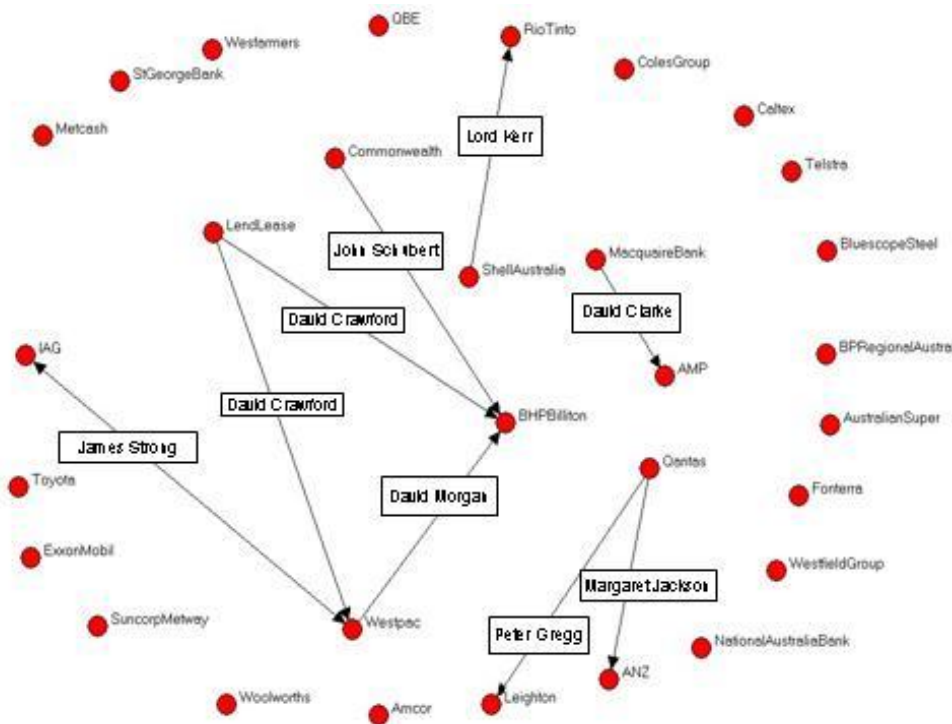 QBE
RioTinto
Wesfarmers
ColesGroup
StGeorgeBank
Caltex
Metcash
Lord Kerr
Commonwealth
Telstra
LendLease
John Schubert
BluescopeSteel
MacquaireBank
ShellAustralia
David Clarke
David Crawford
IAG
BPRegionalAustra
AMP
David Crawford
BHPBilliton
AustralianSuper
James Strong
Qantas
Toyota
David Morgan
Fonterra
ExxonMobil
WestfieldGroup
Margaret Jackson
SuncorpMetway
Westpac
Peter Gregg
NationalAustraliaBank
ANZ
Woolworths
Amcor
Leighton